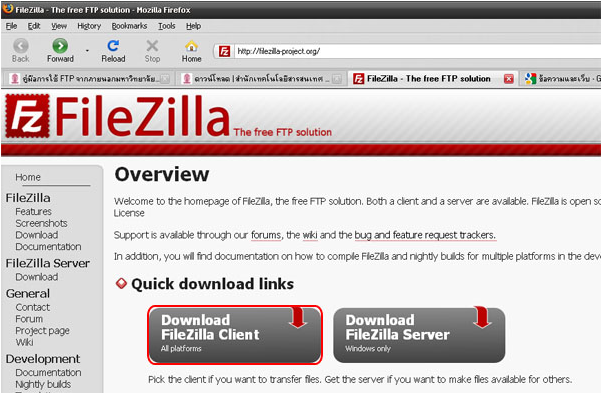 FileZilla - The free FTP solution - Mozilla Firefox
File Edit View History Bookmarks Tools Help
Back Forward Reload Stop Home
http://filezilla-project.org/
คู่มือการใช้ FTP จากภายนอกมหาวิทยาลัย...
ดาวน์โหลด | สำนักเทคโนโลยีสารสนเทศ ...
FileZilla - The free FTP solution
ข้อความและเว็บ - G
FZ FileZilla The free FTP solution
Home
FileZilla
Features
Screenshots
Download
Documentation
FileZilla Server
Download
General
Contact
Forum
Project page
Wiki
Development
Documentation
Nightly builds
Overview
Welcome to the homepage of FileZilla, the free FTP solution. Both a client and a server are available. FileZilla is open so
License
Support is available through our forums, the wiki and the bug and feature request trackers.
In addition, you will find documentation on how to compile FileZilla and nightly builds for multiple platforms in the deve
Quick download links
Download
FileZilla Client
All platforms
Download
FileZilla Server
Windows only
Pick the client if you want to transfer files. Get the server if you want to make files available for others.